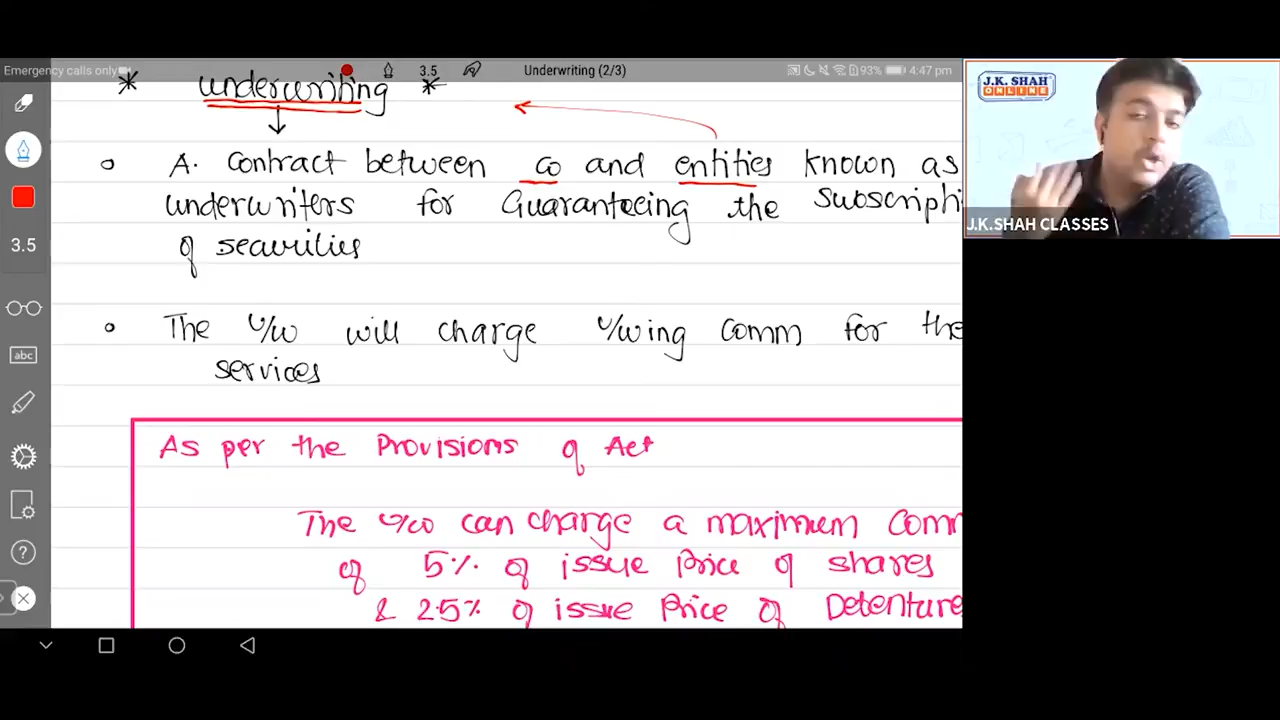 Emergency calls only
3.5
Underwriting (2/3)
93% 4:47 pm
* underwriting *
A. contract between co and entities known as
underwriters for Guaranteeing the subscripti
of securities
3.5
The U/W will charge U/wing comm for the
services
abc
As per the Provisions of Act
The U/W can charge a maximum Comm
of 5% of issue Price of shares
& 2.5% of issue Price of Debenture
J.K. SHAH
ONLINE
J.K.SHAH CLASSES